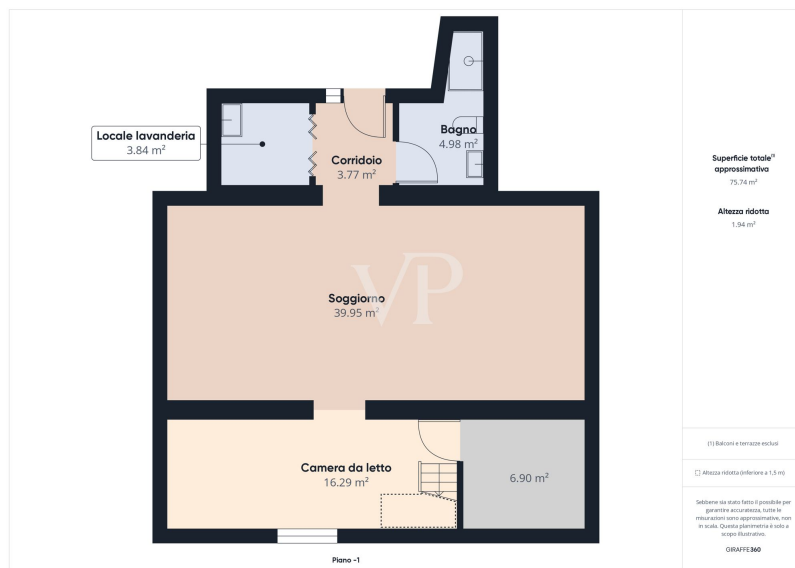 Locale lavanderia
3.84 m²
Corridoio
3.77 m²
Bagno
4.98 m²
Soggiorno
39.95 m²
VP
Camera da letto
16.29 m²
6.90 m²
Piano -1
Superficie totale⁽¹⁾
approssimativa
75.74 m²
Altezza ridotta
1.94 m²
(1) Balconi e terrazze esclusi
Altezza ridotta (inferiore a 1,5 m)
Sebbene sia stato fatto il possibile per
garantire accuratezza, tutte le
misurazioni sono approssimative, non
in scala. Questa planimetria è solo a
scopo illustrativo.
GIRAFFE360